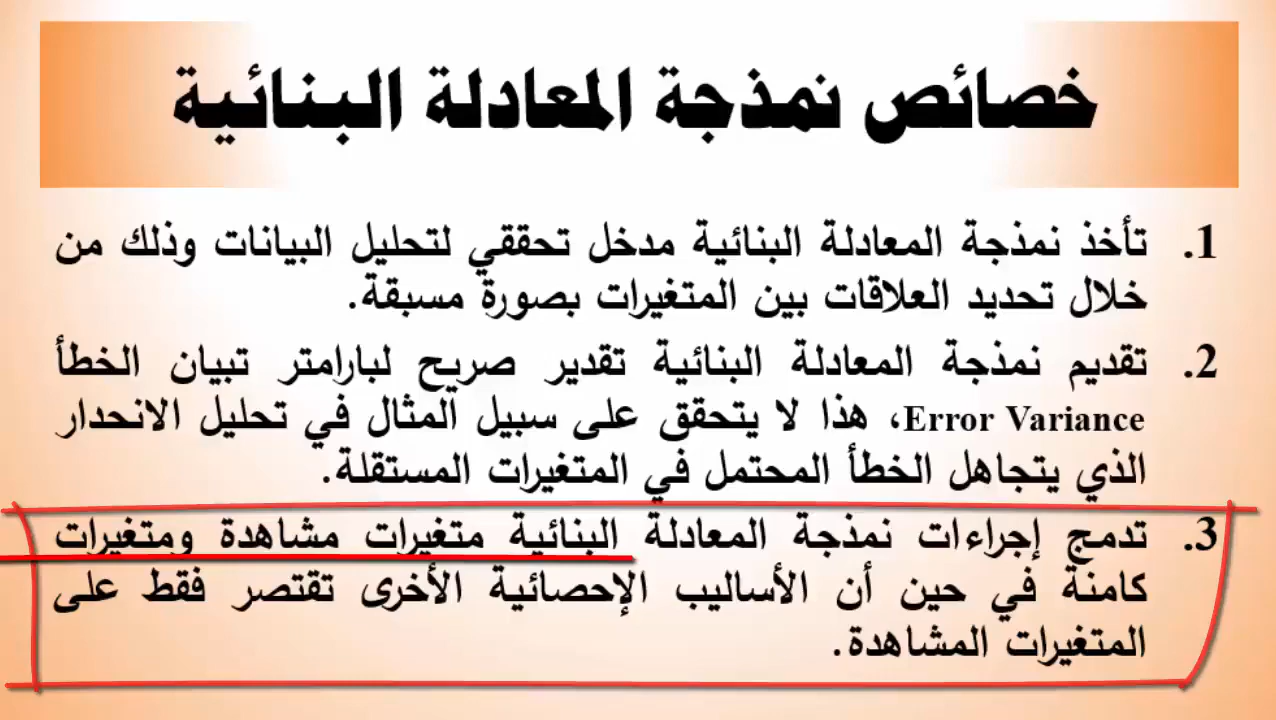 خصائص نمذجة المعادلة البنائية
1. تأخذ نمذجة المعادلة البنائية مدخل تحققي لتحليل البيانات وذلك من
خلال تحديد العلاقات بين المتغيرات بصورة مسبقة.
2. تقديم نمذجة المعادلة البنائية تقدير صريح لبارامتر تبيان الخطأ
Error Variance، هذا لا يتحقق على سبيل المثال في تحليل الانحدار
الذي يتجاهل الخطأ المحتمل في المتغيرات المستقلة.
3. تدمج إجراءات نمذجة المعادلة البنائية متغيرات مشاهدة ومتغيرات
كامنة في حين أن الأساليب الإحصائية الأخرى تقتصر فقط على
المتغيرات المشاهدة.